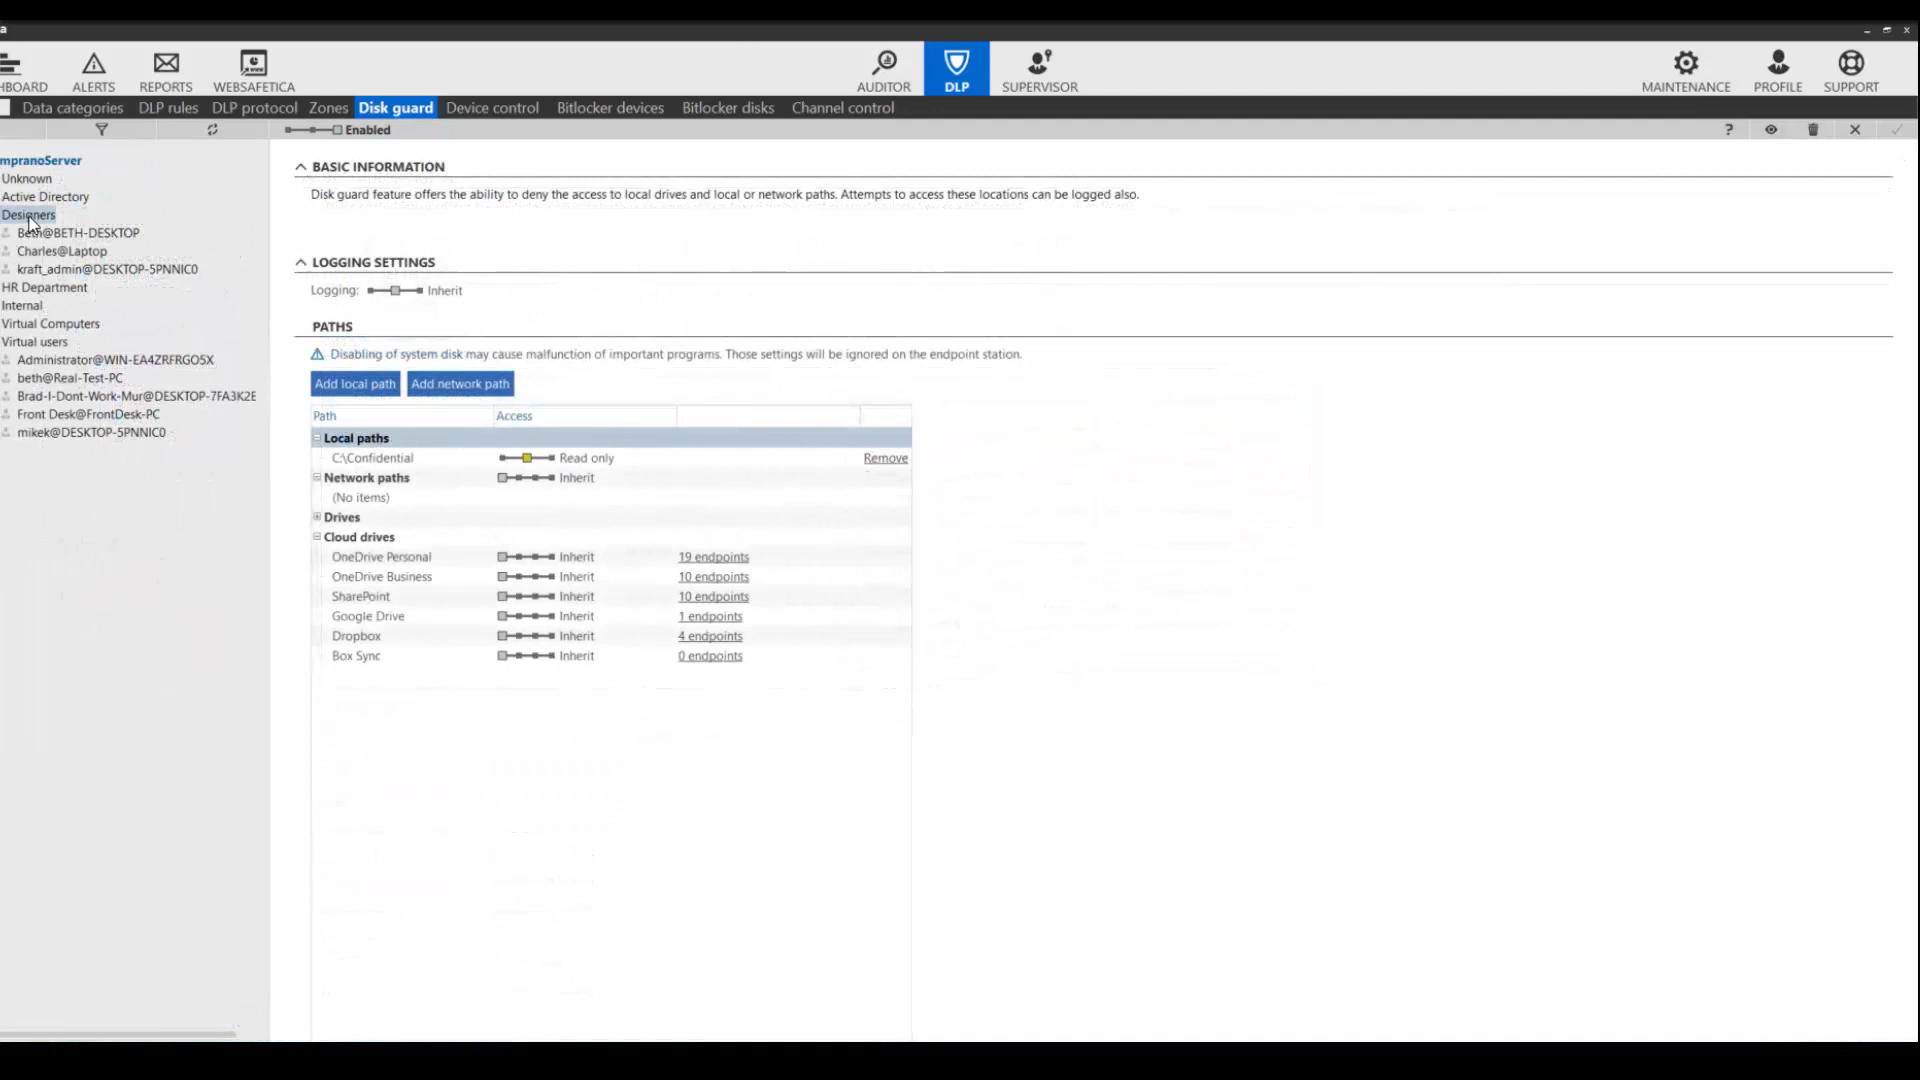 a
HBOARD ALERTS REPORTS WEBSAFETICA AUDITOR DLP SUPERVISOR MAINTENANCE PROFILE SUPPORT
Data categories DLP rules DLP protocol Zones Disk guard Device control Bitlocker devices Bitlocker disks Channel control
Enabled ?
mpranoServer
Unknown
Active Directory
Designers
Beth@BETH-DESKTOP
Charles@Laptop
kraft_admin@DESKTOP-5PNNIC0
HR Department
Internal
Virtual Computers
Virtual users
Administrator@WIN-EA4ZRFRGO5X
beth@Real-Test-PC
Brad-I-Dont-Work-Mur@DESKTOP-7FA3K2E
Front Desk@FrontDesk-PC
mikek@DESKTOP-5PNNIC0
BASIC INFORMATION
Disk guard feature offers the ability to deny the access to local drives and local or network paths. Attempts to access these locations can be logged also.
LOGGING SETTINGS
Logging: Inherit
PATHS
Disabling of system disk may cause malfunction of important programs. Those settings will be ignored on the endpoint station.
Add local path Add network path
Path Access
Local paths
C:\Confidential Read only Remove
Network paths Inherit
(No items)
Drives
Cloud drives
OneDrive Personal Inherit 19 endpoints
OneDrive Business Inherit 10 endpoints
SharePoint Inherit 10 endpoints
Google Drive Inherit 1 endpoints
Dropbox Inherit 4 endpoints
Box Sync Inherit 0 endpoints